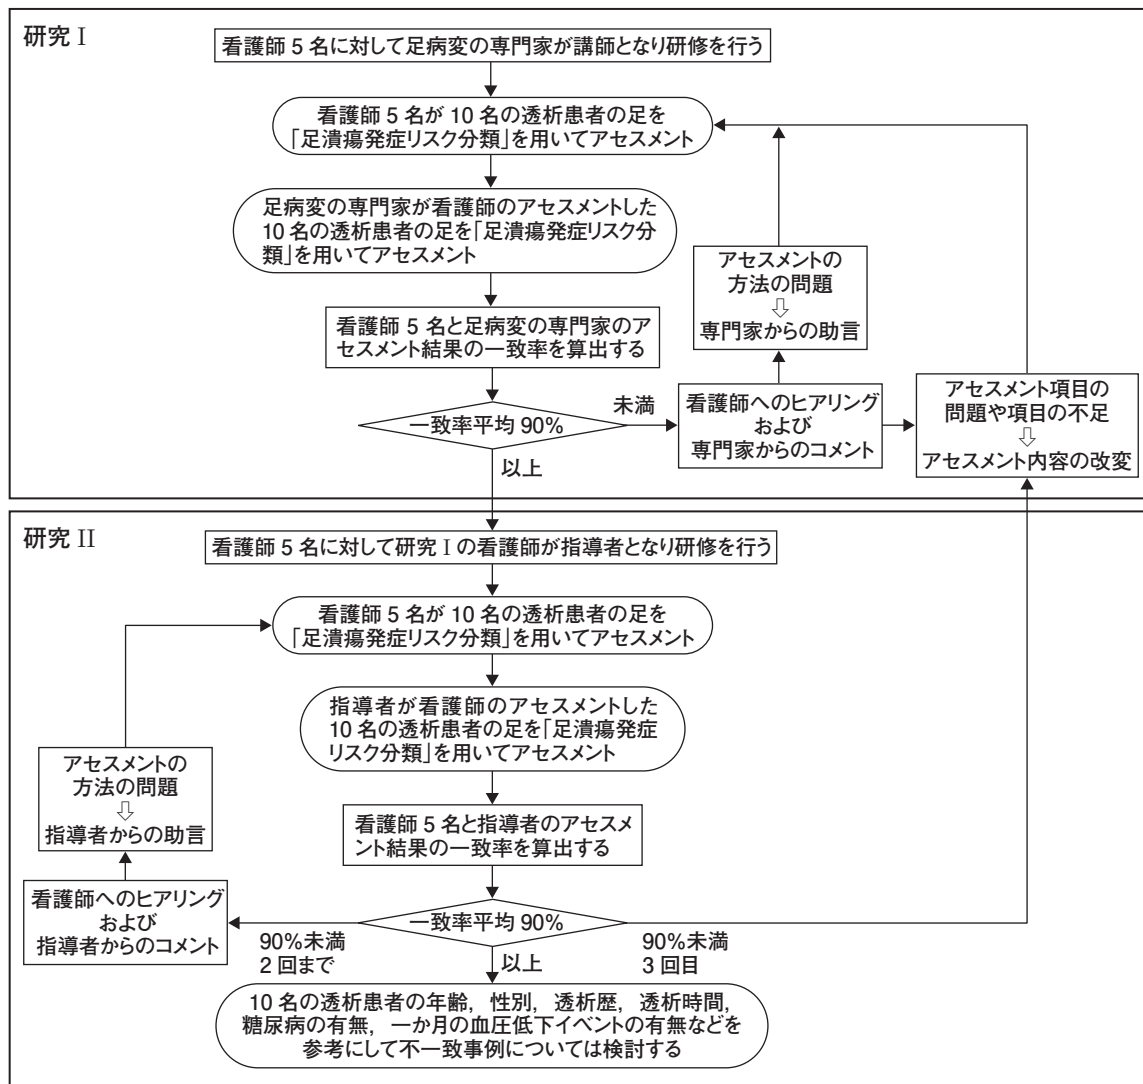 研究 I
看護師 5 名に対して足病変の専門家が講師となり研修を行う
看護師 5 名が 10 名の透析患者の足を
「足潰瘍発症リスク分類」を用いてアセスメント
足病変の専門家が看護師のアセスメントした
10 名の透析患者の足を「足潰瘍発症リスク分
類」を用いてアセスメント
看護師 5 名と足病変の専門家のア
セスメント結果の一致率を算出する
一致率平均 90%
未満
以上
看護師へのヒアリング
および
専門家からのコメント
アセスメントの
方法の問題
⇩
専門家からの助言
アセスメント項目の
問題や項目の不足
⇩
アセスメント内容の改変
研究 II
看護師 5 名に対して研究 I の看護師が指導者となり研修を行う
看護師 5 名が 10 名の透析患者の足を
「足潰瘍発症リスク分類」を用いてアセスメント
指導者が看護師のアセスメントした
10 名の透析患者の足を「足潰瘍発症
リスク分類」を用いてアセスメント
看護師 5 名と指導者のアセスメ
ント結果の一致率を算出する
一致率平均 90%
90%未満
2 回まで
以上
90%未満
3 回目
看護師へのヒアリング
および
指導者からのコメント
アセスメントの
方法の問題
⇩
指導者からの助言
10 名の透析患者の年齢，性別，透析歴，透析時間，
糖尿病の有無，一か月の血圧低下イベントの有無などを
参考にして不一致事例については検討する